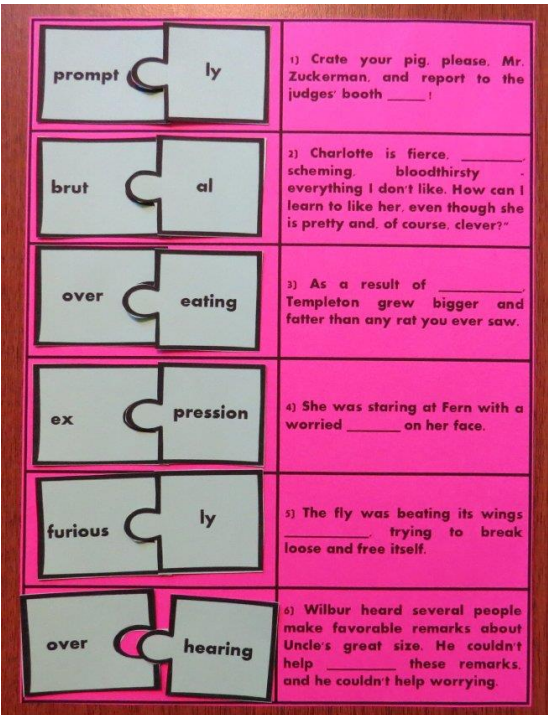 prompt ly
1) Crate your pig, please, Mr.
Zuckerman, and report to the
judges' booth _____ !
brut al
2) Charlotte is fierce, ________,
scheming, bloodthirsty -
everything I don't like. How can I
learn to like her, even though she
is pretty and, of course, clever?"
over eating
3) As a result of __________,
Templeton grew bigger and
fatter than any rat you ever saw.
ex pression
4) She was staring at Fern with a
worried _______ on her face.
furious ly
5) The fly was beating its wings
___________, trying to break
loose and free itself.
over hearing
6) Wilbur heard several people
make favorable remarks about
Uncle's great size. He couldn't
help _________ these remarks,
and he couldn't help worrying.